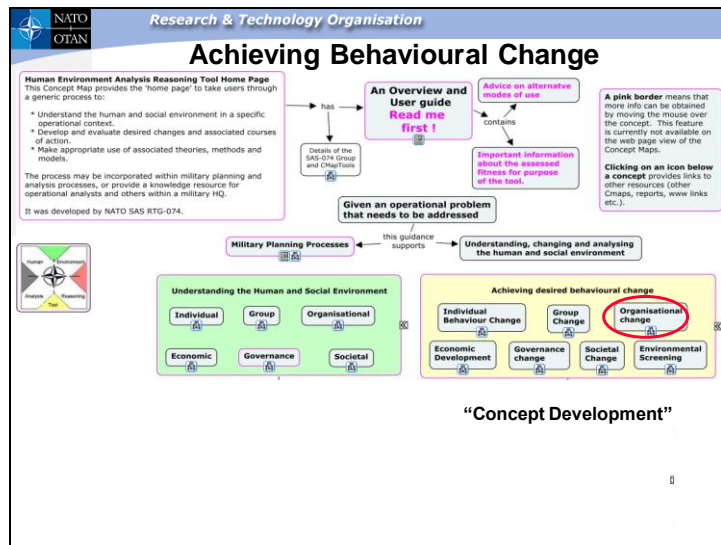 NATO
OTAN
Research & Technology Organisation
Achieving Behavioural Change
Human Environment Analysis Reasoning Tool Home Page
This Concept Map provides the 'home page' to take users through
a generic process to:
* Understand the human and social environment in a specific
operational context.
* Develop and evaluate desired changes and associated courses
of action.
* Make appropriate use of associated theories, methods and
models.
The process may be incorporated within military planning and
analysis processes, or provide a knowledge resource for
operational analysts and others within a military HQ.
It was developed by NATO SAS RTG-074.
has
Details of the
SAS-074 Group
and CMapTools
An Overview and
User guide
Read me
first !
contains
Advice on alternatve
modes of use
Important information
about the assessed
fitness for purpose
of the tool.
A pink border means that
more info can be obtained
by moving the mouse over
the concept. This feature
is currently not available on
the web page view of the
Concept Maps.
Clicking on an icon below
a concept provides links to
other resources (other
Cmaps, reports, www links
etc.).
Given an operational problem
that needs to be addressed
this guidance
supports
Military Planning Processes
Understanding, changing and analysing
the human and social environment
Human
Environment
Analysis
Reasoning
Tool
Understanding the Human and Social Environment
Individual
Group
Organisational
Economic
Governance
Societal
Achieving desired behavioural change
Individual
Behaviour Change
Group
Change
Organisational
change
Economic
Development
Governance
change
Societal
Change
Environmental
Screening
“Concept Development”